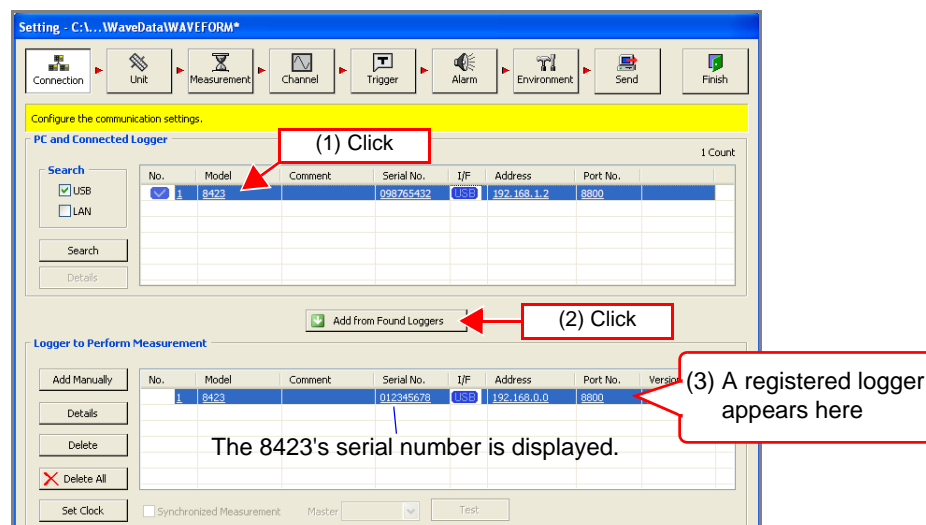 Setting - C:\...\WaveData\WAVEFORM*
Connection Unit Measurement Channel Trigger Alarm Environment Send Finish
Configure the communication settings.
PC and Connected Logger
(1) Click
1 Count
Search
USB
LAN
Search
Details
No. Model Comment Serial No. I/F Address Port No.
1 8423 098765432 USB 192.168.1.2 8800
Add from Found Loggers
(2) Click
Logger to Perform Measurement
Add Manually
Details
Delete
Delete All
Set Clock
No. Model Comment Serial No. I/F Address Port No. Version
1 8423 012345678 USB 192.168.0.0 8800
(3) A registered logger
appears here
The 8423's serial number is displayed.
Synchronized Measurement Master Test